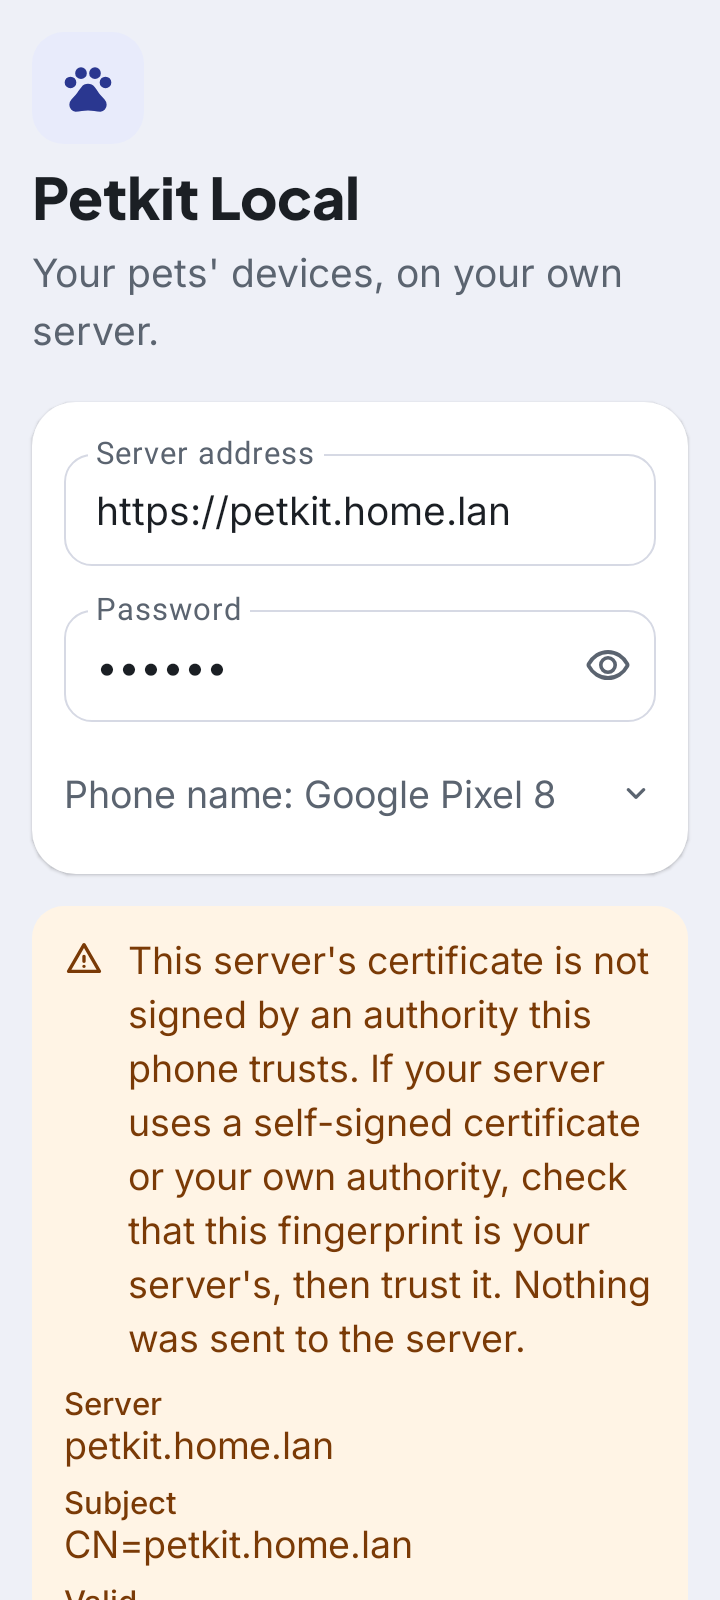 Petkit Local
Your pets' devices, on your own
server.
Server address
https://petkit.home.lan
Password
••••••
Phone name: Google Pixel 8
This server's certificate is not
signed by an authority this
phone trusts. If your server
uses a self-signed certificate
or your own authority, check
that this fingerprint is your
server's, then trust it. Nothing
was sent to the server.
Server
petkit.home.lan
Subject
CN=petkit.home.lan
Valid